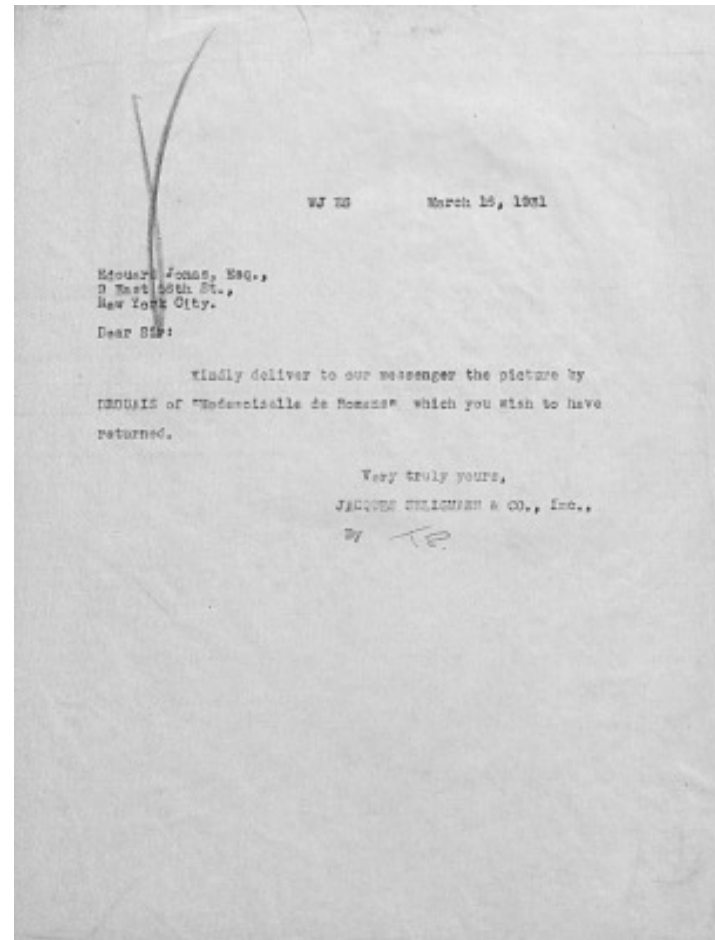 WJ ES March 16, 1931
Edouard Jonas, Esq.,
9 East 56th St.,
New York City.
Dear Sir:
Kindly deliver to our messenger the picture by
DROUAIS of "Mademoiselle de Romans" which you wish to have
returned.
Very truly yours,
JACQUES SELIGMANN & CO., Inc.,
By